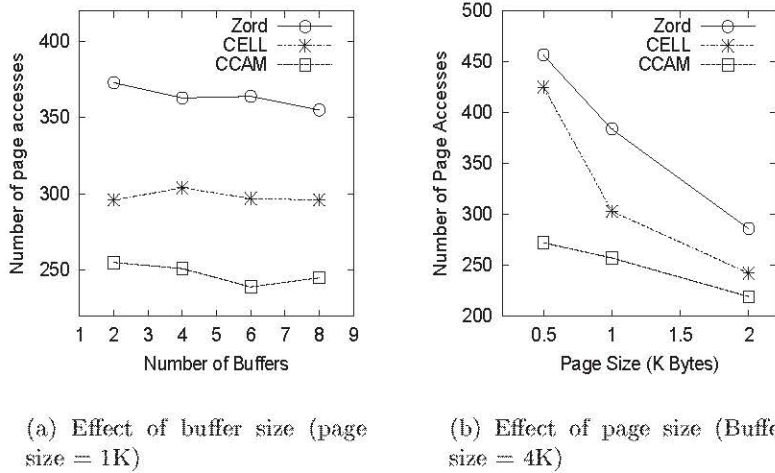 400
350
300
250
Number of page accesses
Zord
CELL
CCAM
1 2 3 4 5 6 7 8 9
Number of Buffers
(a) Effect of buffer size (page
size = 1K)
500
450
400
350
300
250
200
Number of Page Accesses
Zord
CELL
CCAM
0.5 1 1.5 2
Page Size (K Bytes)
(b) Effect of page size (Buffe
size = 4K)